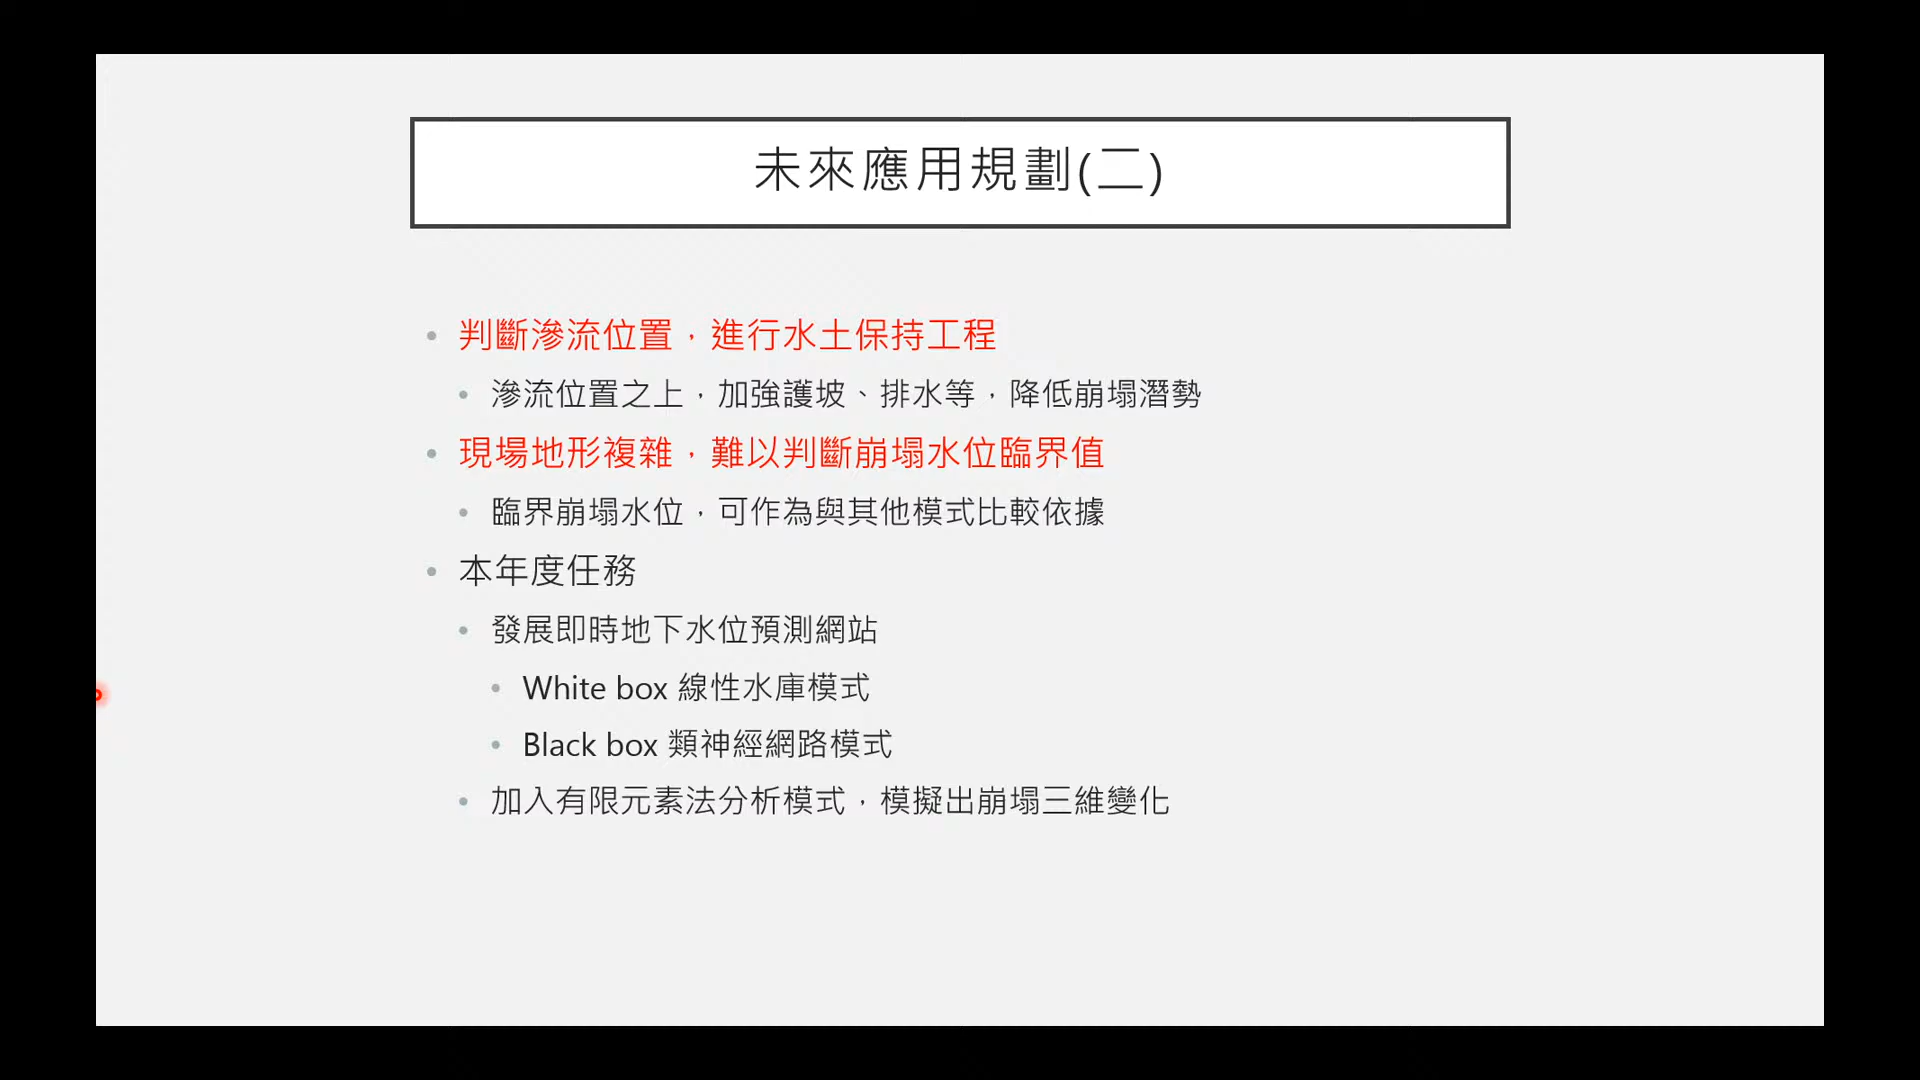 未來應用規劃(二)
判斷滲流位置，進行水土保持工程
滲流位置之上，加強護坡、排水等，降低崩塌潛勢
現場地形複雜，難以判斷崩塌水位臨界值
臨界崩塌水位，可作為與其他模式比較依據
本年度任務
發展即時地下水位預測網站
White box 線性水庫模式
Black box 類神經網路模式
加入有限元素法分析模式，模擬出崩塌三維變化